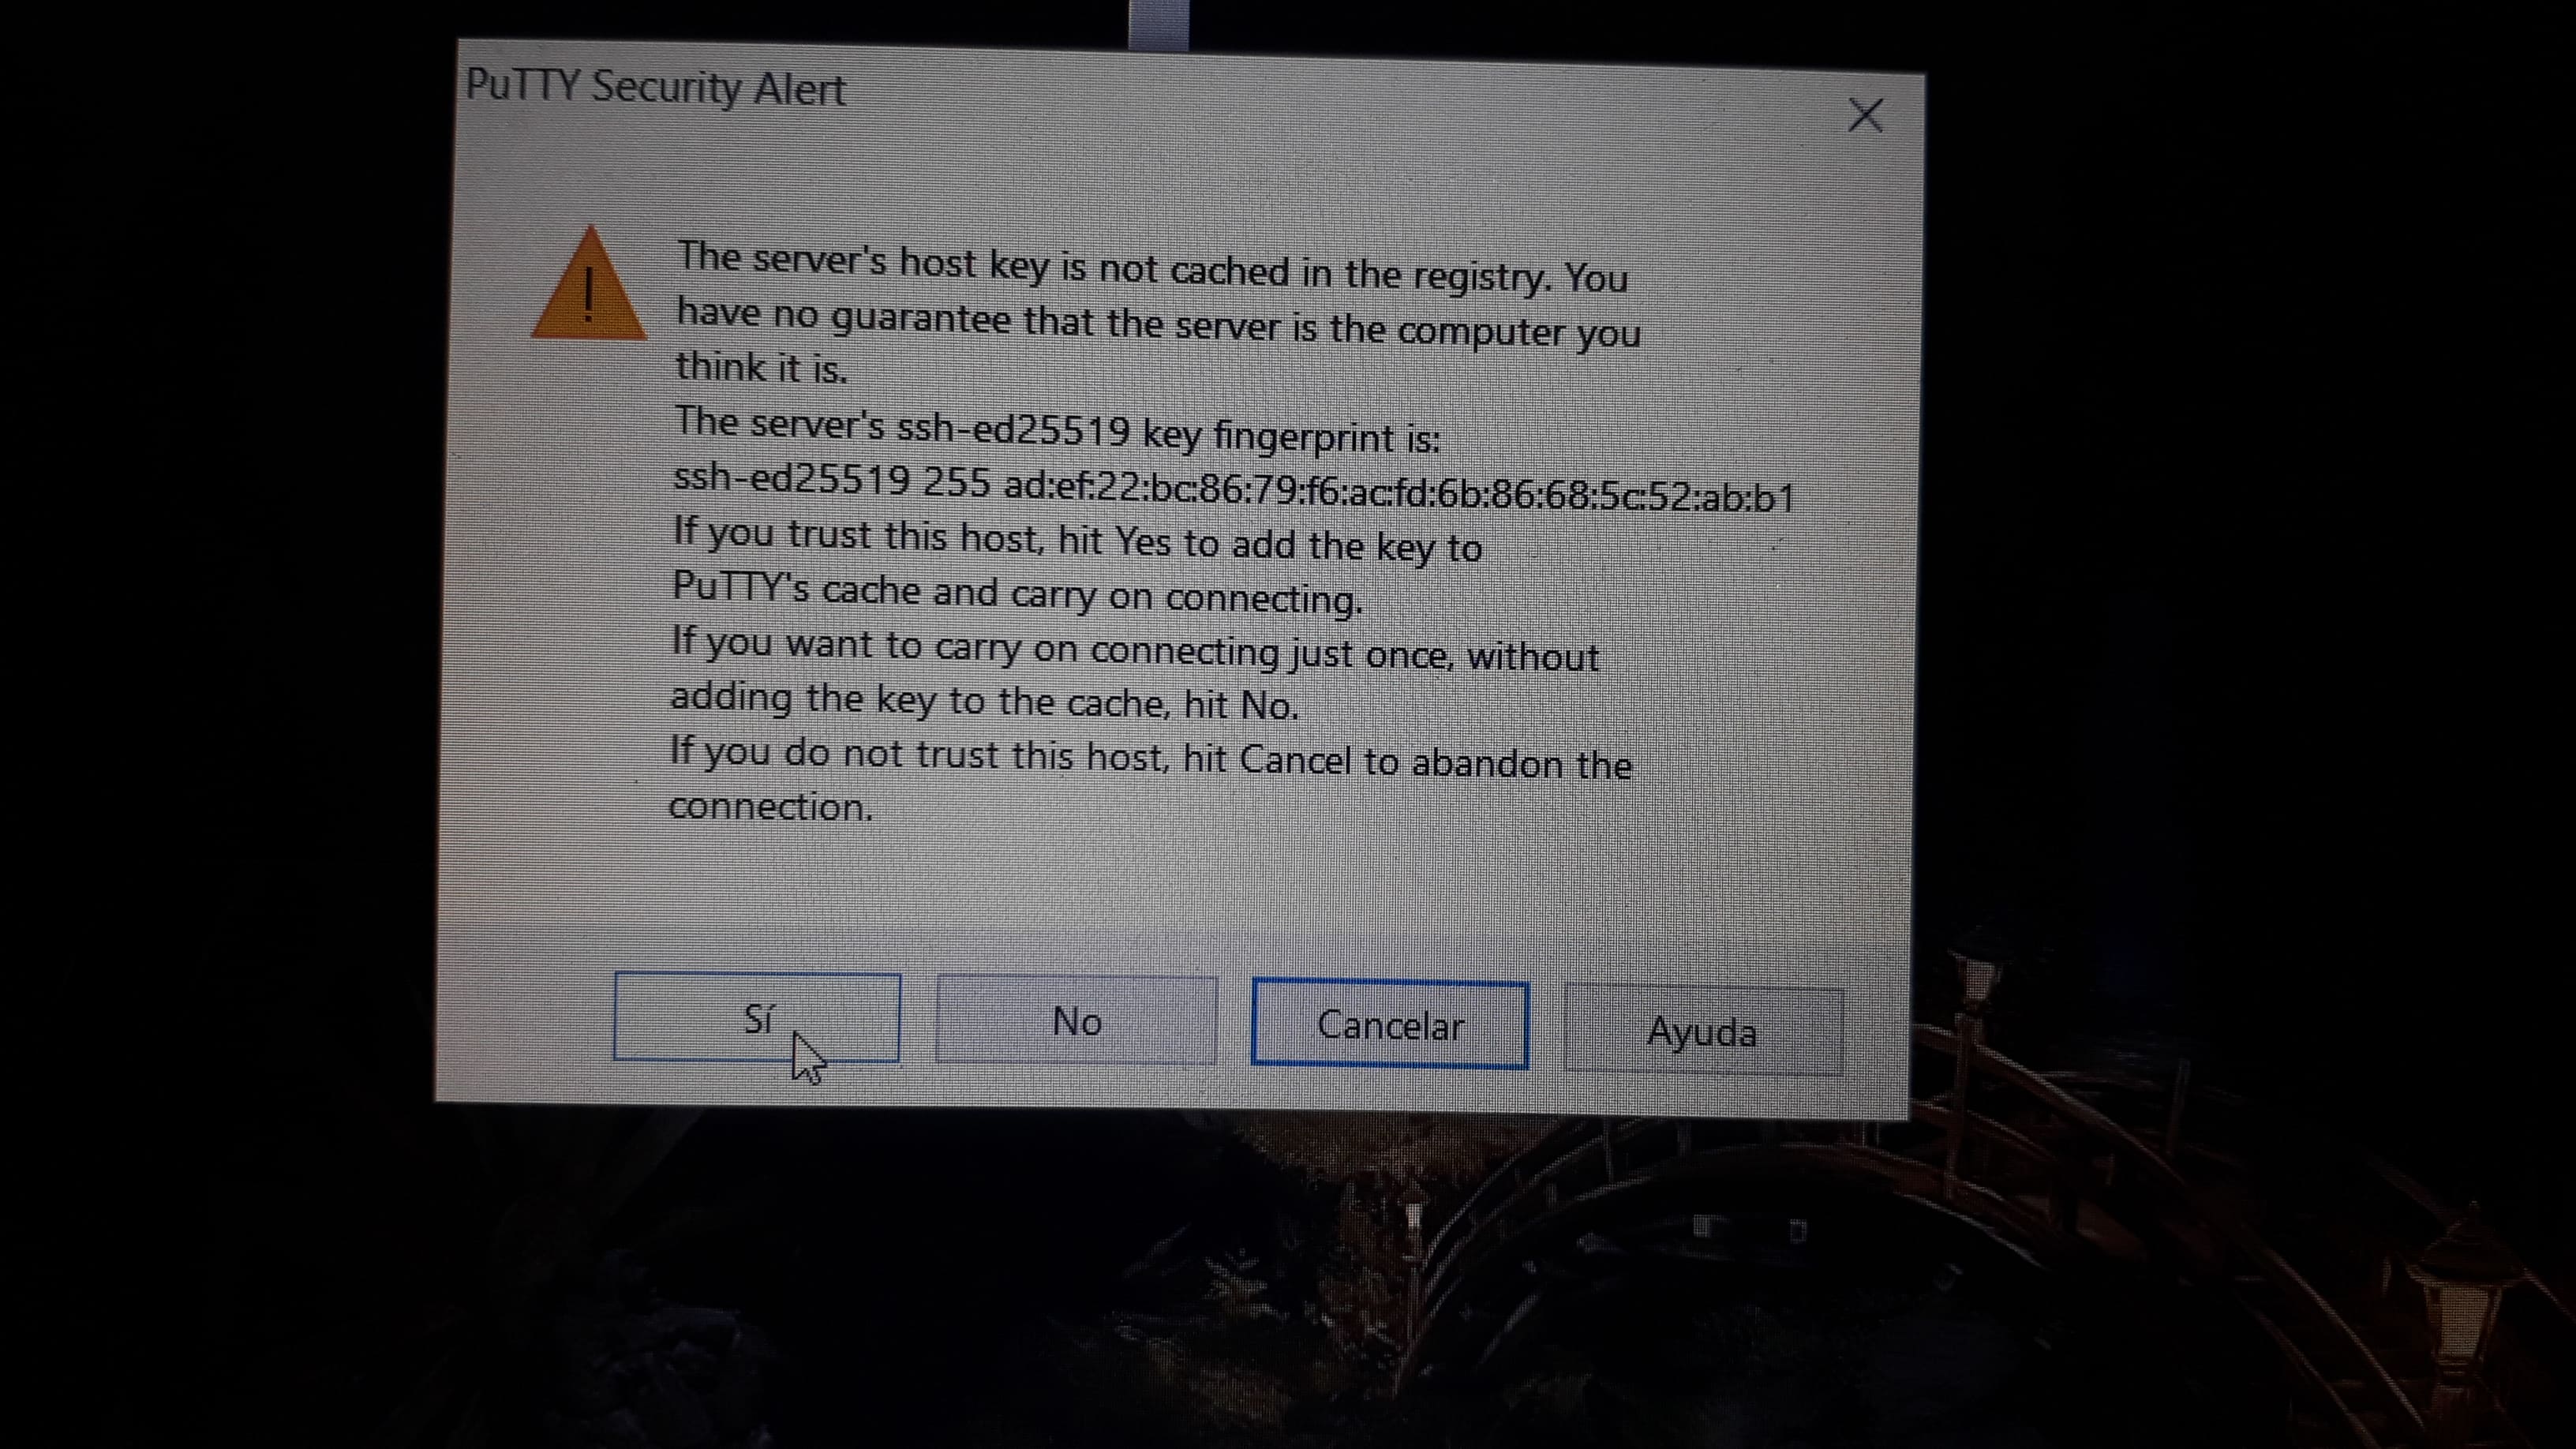 PuTTY Security Alert
The server's host key is not cached in the registry. You
have no guarantee that the server is the computer you
think it is.
The server's ssh-ed25519 key fingerprint is:
ssh-ed25519 255 ad:ef:22:bc:86:79:f6:ac:fd:6b:86:68:5c:52:ab:b1
If you trust this host, hit Yes to add the key to
PuTTY's cache and carry on connecting.
If you want to carry on connecting just once, without
adding the key to the cache, hit No.
If you do not trust this host, hit Cancel to abandon the
connection.
Sí No Cancelar Ayuda